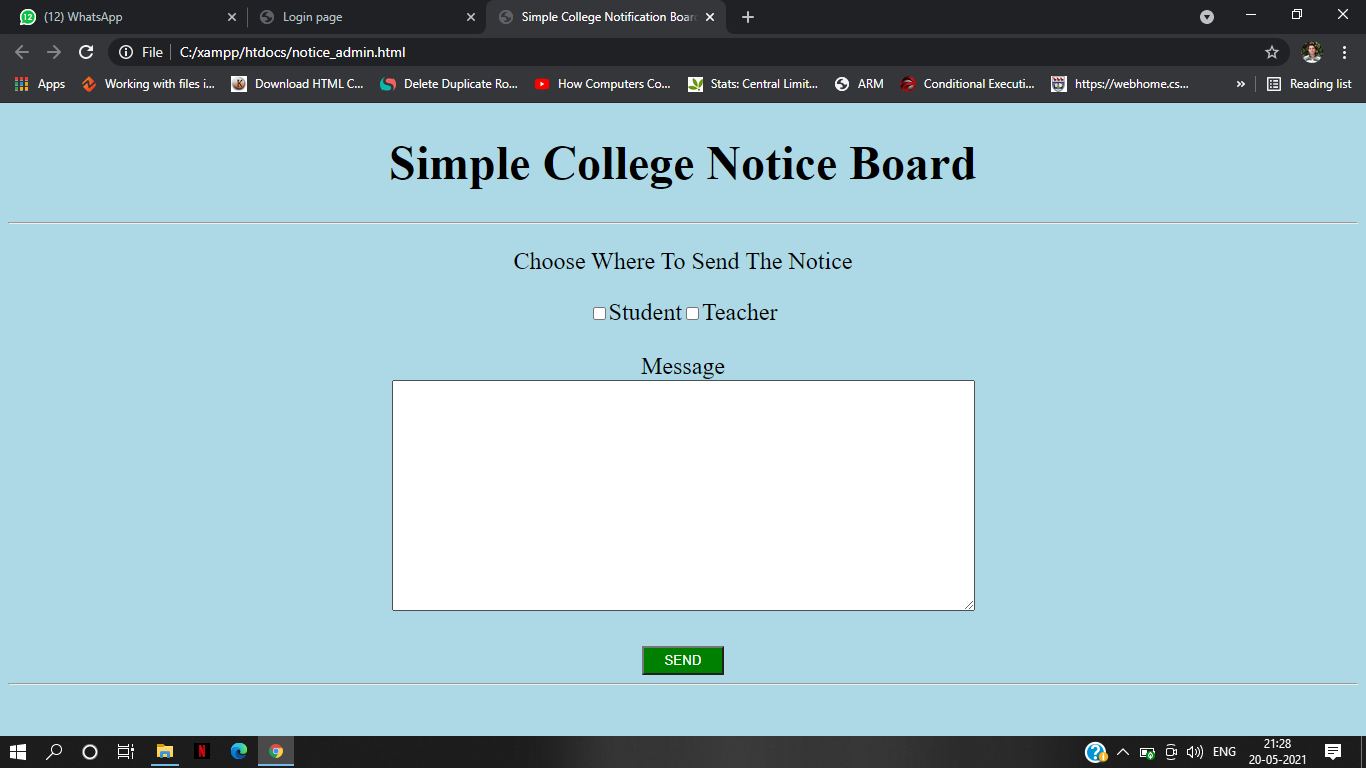 12
(12) WhatsApp
Login page
Simple College Notification Boar
File
C:/xampp/htdocs/notice_admin.html
Apps
Working with files i...
Download HTML C...
Delete Duplicate Ro...
How Computers Co...
Stats: Central Limit...
ARM
Conditional Executi...
https://webhome.cs...
»
Reading list
Simple College Notice Board
Choose Where To Send The Notice
Student Teacher
Message
SEND
N
ENG
21:28
20-05-2021